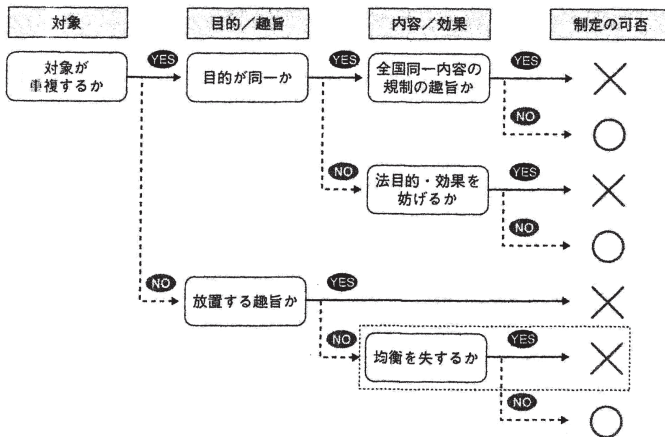 対象
目的／趣旨
内容／効果
制定の可否
対象が
重複するか
YES
目的が同一か
YES
全国同一内容の
規制の趣旨か
YES
NO
NO
法目的・効果を
妨げるか
YES
NO
NO
放置する趣旨か
YES
NO
均衡を失するか
YES
NO